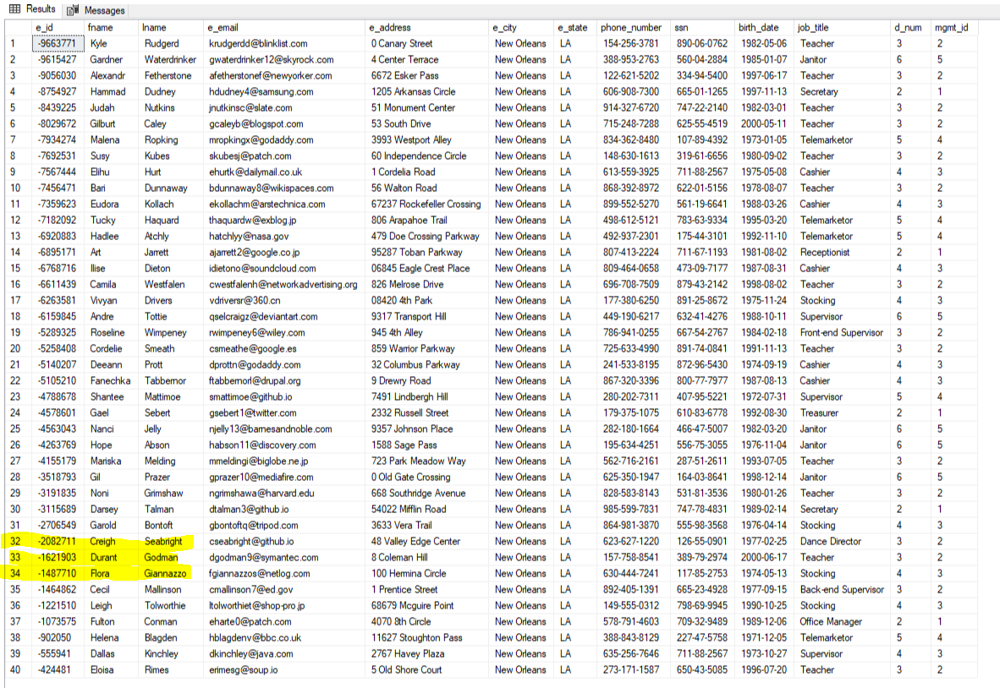 Results Messages
e_id fname lname e_email e_address e_city e_state phone_number ssn birth_date job_title d_num mgmt_id
1 -9663771 Kyle Rudgerd krudgerdd@blinklist.com 0 Canary Street New Orleans LA 154-256-3781 890-06-0762 1982-05-06 Teacher 3 2
2 -9615427 Gardner Waterdrinker gwaterdrinker12@skyrock.com 4 Center Terrace New Orleans LA 388-953-2763 560-04-2884 1985-01-07 Janitor 6 5
3 -9056030 Alexandr Fetherstone afetherstonef@newyorker.com 6672 Esker Pass New Orleans LA 122-621-5202 334-94-5400 1997-06-17 Teacher 3 2
4 -8754927 Hammad Dudney hdudney4@samsung.com 1205 Arkansas Circle New Orleans LA 606-908-7300 665-01-1265 1997-11-13 Secretary 2 1
5 -8439225 Judah Nutkins jnutkinsc@slate.com 51 Monument Center New Orleans LA 914-327-6720 747-22-2140 1982-03-01 Teacher 3 2
6 -8029672 Gilburt Caley gcaleyb@blogspot.com 53 South Drive New Orleans LA 715-248-7288 625-55-4519 2000-05-11 Teacher 3 2
7 -7934274 Malena Ropking mropkingx@godaddy.com 3993 Westport Alley New Orleans LA 834-362-8480 107-89-4392 1973-01-05 Telemarketor 5 4
8 -7692531 Susy Kubes skubesj@patch.com 60 Independence Circle New Orleans LA 148-630-1613 319-61-6656 1980-09-02 Teacher 3 2
9 -7567444 Elihu Hurt ehurtk@dailymail.co.uk 1 Cordelia Road New Orleans LA 613-559-3925 711-88-2567 1975-05-08 Cashier 4 3
10 -7456471 Bari Dunnaway bdunnaway8@wikispaces.com 56 Walton Road New Orleans LA 868-392-8972 622-01-5156 1978-08-07 Teacher 3 2
11 -7359623 Eudora Kollach ekollachm@arstechnica.com 67237 Rockefeller Crossing New Orleans LA 899-552-5270 561-19-6641 1988-03-26 Cashier 4 3
12 -7182092 Tucky Haquard thaquardw@exblog.jp 806 Arapahoe Trail New Orleans LA 498-612-5121 783-63-9334 1995-03-20 Telemarketor 5 4
13 -6920883 Hadlee Atchly hatchlyy@nasa.gov 479 Doe Crossing Parkway New Orleans LA 492-937-2301 175-44-3101 1992-11-10 Telemarketor 5 4
14 -6895171 Art Jarrett ajarrett2@google.co.jp 95287 Toban Parkway New Orleans LA 807-413-2224 711-67-1193 1981-08-02 Receptionist 2 1
15 -6768716 Ilise Dieton idietono@soundcloud.com 06845 Eagle Crest Place New Orleans LA 809-464-0658 473-09-7177 1987-08-31 Cashier 4 3
16 -6611439 Camila Westfalen cwestfalenh@networkadvertising.org 826 Melrose Drive New Orleans LA 696-708-7509 879-43-2142 1998-08-02 Teacher 3 2
17 -6263581 Vivyan Drivers vdriversr@360.cn 08420 4th Park New Orleans LA 177-380-6250 891-25-8672 1975-11-24 Stocking 4 3
18 -6159845 Andre Tottie qselcraigz@deviantart.com 9317 Transport Hill New Orleans LA 449-190-6217 632-41-4276 1988-10-11 Supervisor 6 5
19 -5289325 Roseline Wimpeney rwimpeney6@wiley.com 945 4th Alley New Orleans LA 786-941-0255 667-54-2767 1984-02-18 Front-end Supervisor 3 2
20 -5258408 Cordelie Smeath csmeathe@google.es 859 Warrior Parkway New Orleans LA 725-633-4990 891-74-0841 1991-11-13 Teacher 3 2
21 -5140207 Deeann Prott dprottn@godaddy.com 32 Columbus Parkway New Orleans LA 241-533-8195 872-96-5430 1974-09-19 Cashier 4 3
22 -5105210 Fanechka Tabbernor ftabbernorl@drupal.org 9 Drewry Road New Orleans LA 867-320-3396 800-77-7977 1987-08-13 Cashier 4 3
23 -4788678 Shantee Mattimoe smattimoe@github.io 7491 Lindbergh Hill New Orleans LA 280-202-7311 407-95-5221 1972-07-31 Supervisor 5 4
24 -4578601 Gael Sebert gsebert1@twitter.com 2332 Russell Street New Orleans LA 179-375-1075 610-83-6778 1992-08-30 Treasurer 2 1
25 -4563043 Nanci Jelly njelly13@barnesandnoble.com 9357 Johnson Place New Orleans LA 282-180-1664 466-47-5007 1982-03-20 Janitor 6 5
26 -4263769 Hope Abson habson11@discovery.com 1588 Sage Pass New Orleans LA 195-634-4251 556-75-3055 1976-11-04 Janitor 6 5
27 -4155179 Mariska Melding mmeldingi@biglobe.ne.jp 723 Park Meadow Way New Orleans LA 562-716-2161 287-51-2611 1993-07-05 Teacher 3 2
28 -3518793 Gil Prazer gprazer10@mediafire.com 0 Old Gate Crossing New Orleans LA 625-350-1947 164-03-8641 1998-12-14 Janitor 6 5
29 -3191835 Noni Grimshaw ngrimshawa@harvard.edu 668 Southridge Avenue New Orleans LA 828-583-8143 531-81-3536 1980-01-26 Teacher 3 2
30 -3115689 Darsey Talman dtalman3@github.io 54022 Mifflin Road New Orleans LA 985-599-7831 747-78-4831 1989-02-14 Secretary 2 1
31 -2706549 Garold Bontoft gbontoftq@tripod.com 3633 Vera Trail New Orleans LA 864-981-3870 555-98-3568 1976-04-14 Stocking 4 3
32 -2082711 Creigh Seabright cseabright@github.io 48 Valley Edge Center New Orleans LA 623-627-1220 126-55-0901 1977-02-25 Dance Director 3 2
33 -1621903 Durant Godman dgodman9@symantec.com 8 Coleman Hill New Orleans LA 157-758-8541 389-79-2974 2000-06-17 Teacher 3 2
34 -1487710 Flora Giannazzo fgiannazzos@netlog.com 100 Hermina Circle New Orleans LA 630-444-7241 117-85-2753 1974-05-13 Stocking 4 3
35 -1464862 Cecil Mallinson cmallinson7@ed.gov 1 Prentice Street New Orleans LA 892-405-1391 665-23-4928 1977-09-15 Back-end Supervisor 3 2
36 -1221510 Leigh Tolworthie ltolworthiet@shop-pro.jp 68679 Mcguire Point New Orleans LA 149-555-0312 798-69-9945 1990-10-25 Stocking 4 3
37 -1073575 Fulton Conman eharte0@patch.com 4070 8th Circle New Orleans LA 578-791-4603 709-32-9489 1989-12-06 Office Manager 2 1
38 -902050 Helena Blagden hblagdenv@bbc.co.uk 11627 Stoughton Pass New Orleans LA 388-843-8129 227-47-5758 1971-12-05 Telemarketor 5 4
39 -555941 Dallas Kinchley dkinchley@java.com 2767 Havey Plaza New Orleans LA 635-256-7646 711-88-2567 1973-10-27 Supervisor 4 3
40 -424481 Eloisa Rimes erimesg@soup.io 5 Old Shore Court New Orleans LA 273-171-1587 650-43-5085 1996-07-20 Teacher 3 2